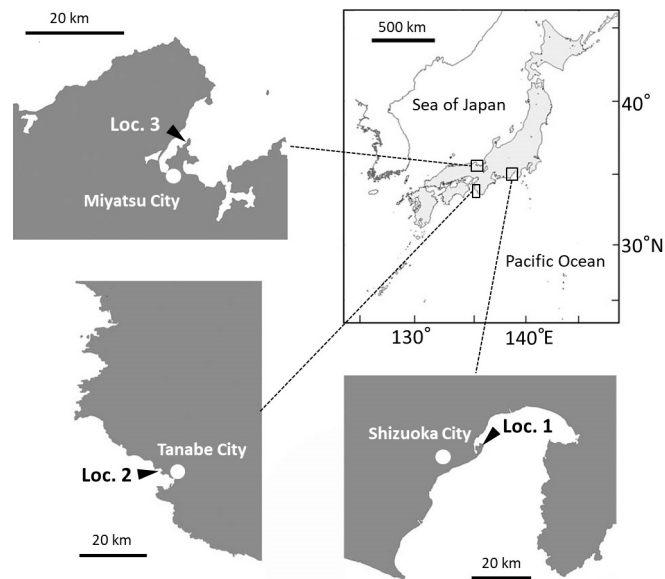 20 km
500 km
Sea of Japan
40°
Loc. 3
Miyatsu City
30°N
Pacific Ocean
130°
140°E
Shizuoka City
Loc. 1
Tanabe City
Loc. 2
20 km
20 km